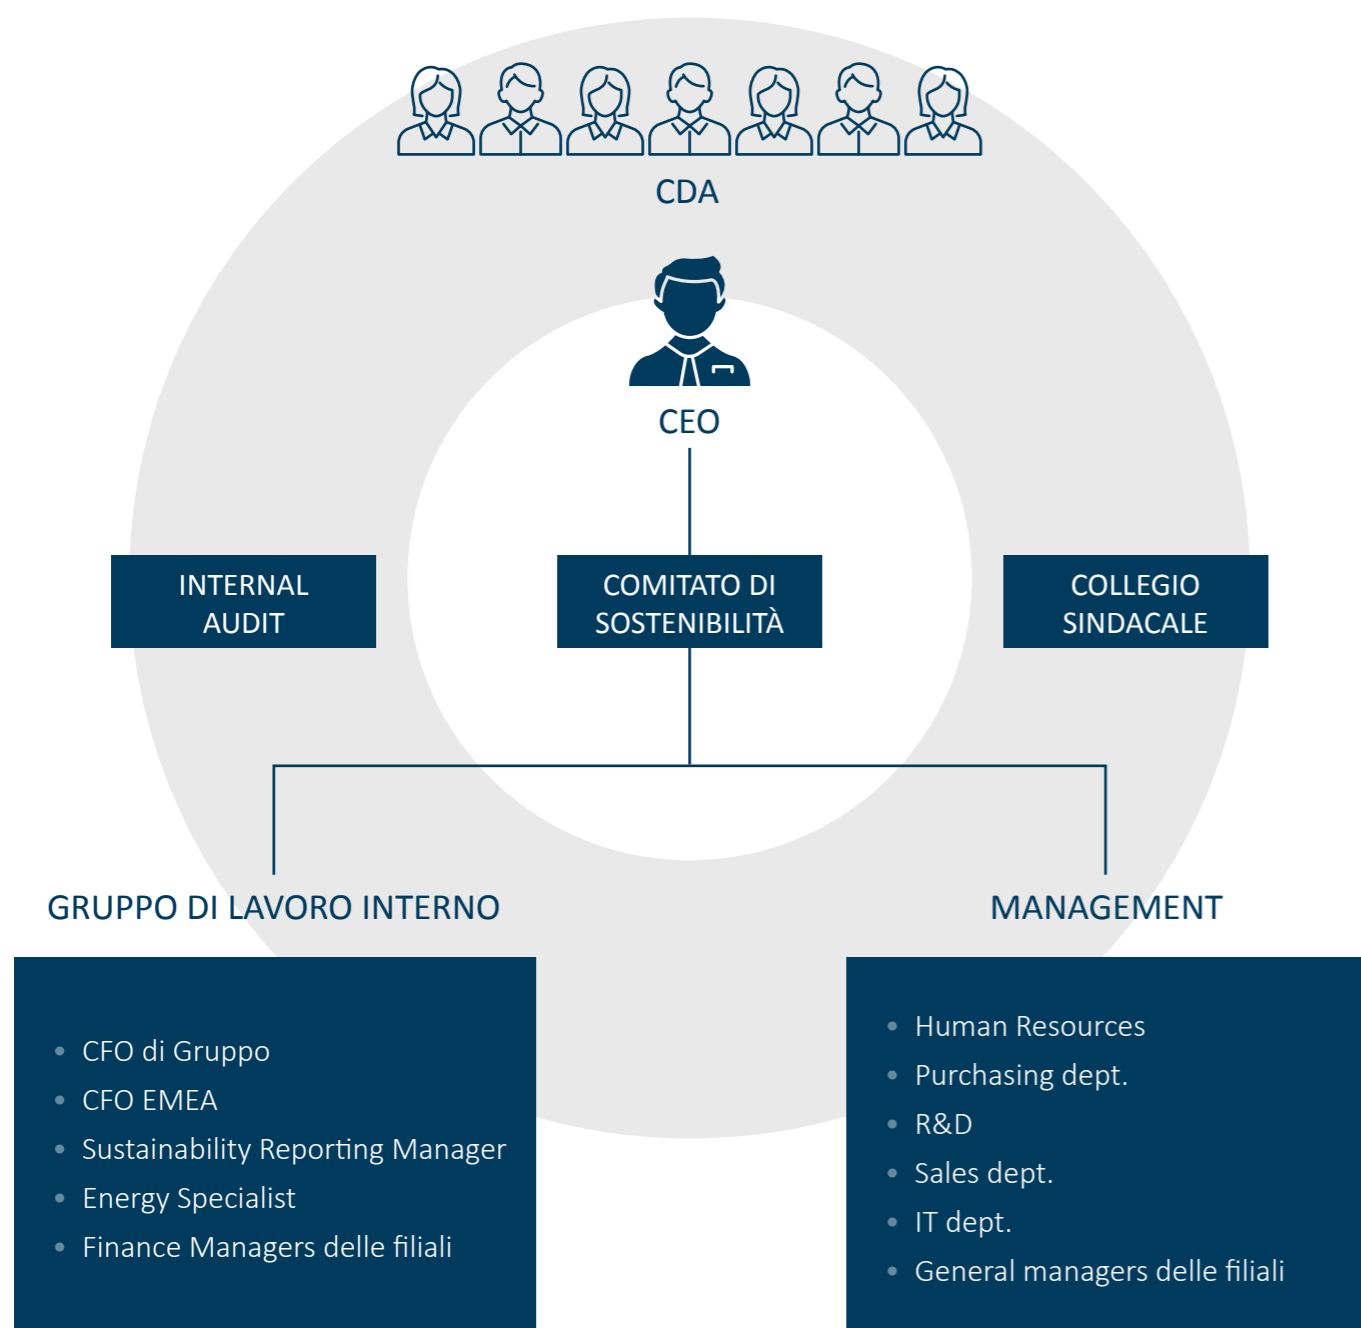 CDA
CEO
INTERNAL
AUDIT
COMITATO DI
SOSTENIBILITÀ
COLLEGIO
SINDACALE
GRUPPO DI LAVORO INTERNO
• CFO di Gruppo
• CFO EMEA
• Sustainability Reporting Manager
• Energy Specialist
• Finance Managers delle filiali
MANAGEMENT
• Human Resources
• Purchasing dept.
• R&D
• Sales dept.
• IT dept.
• General managers delle filiali